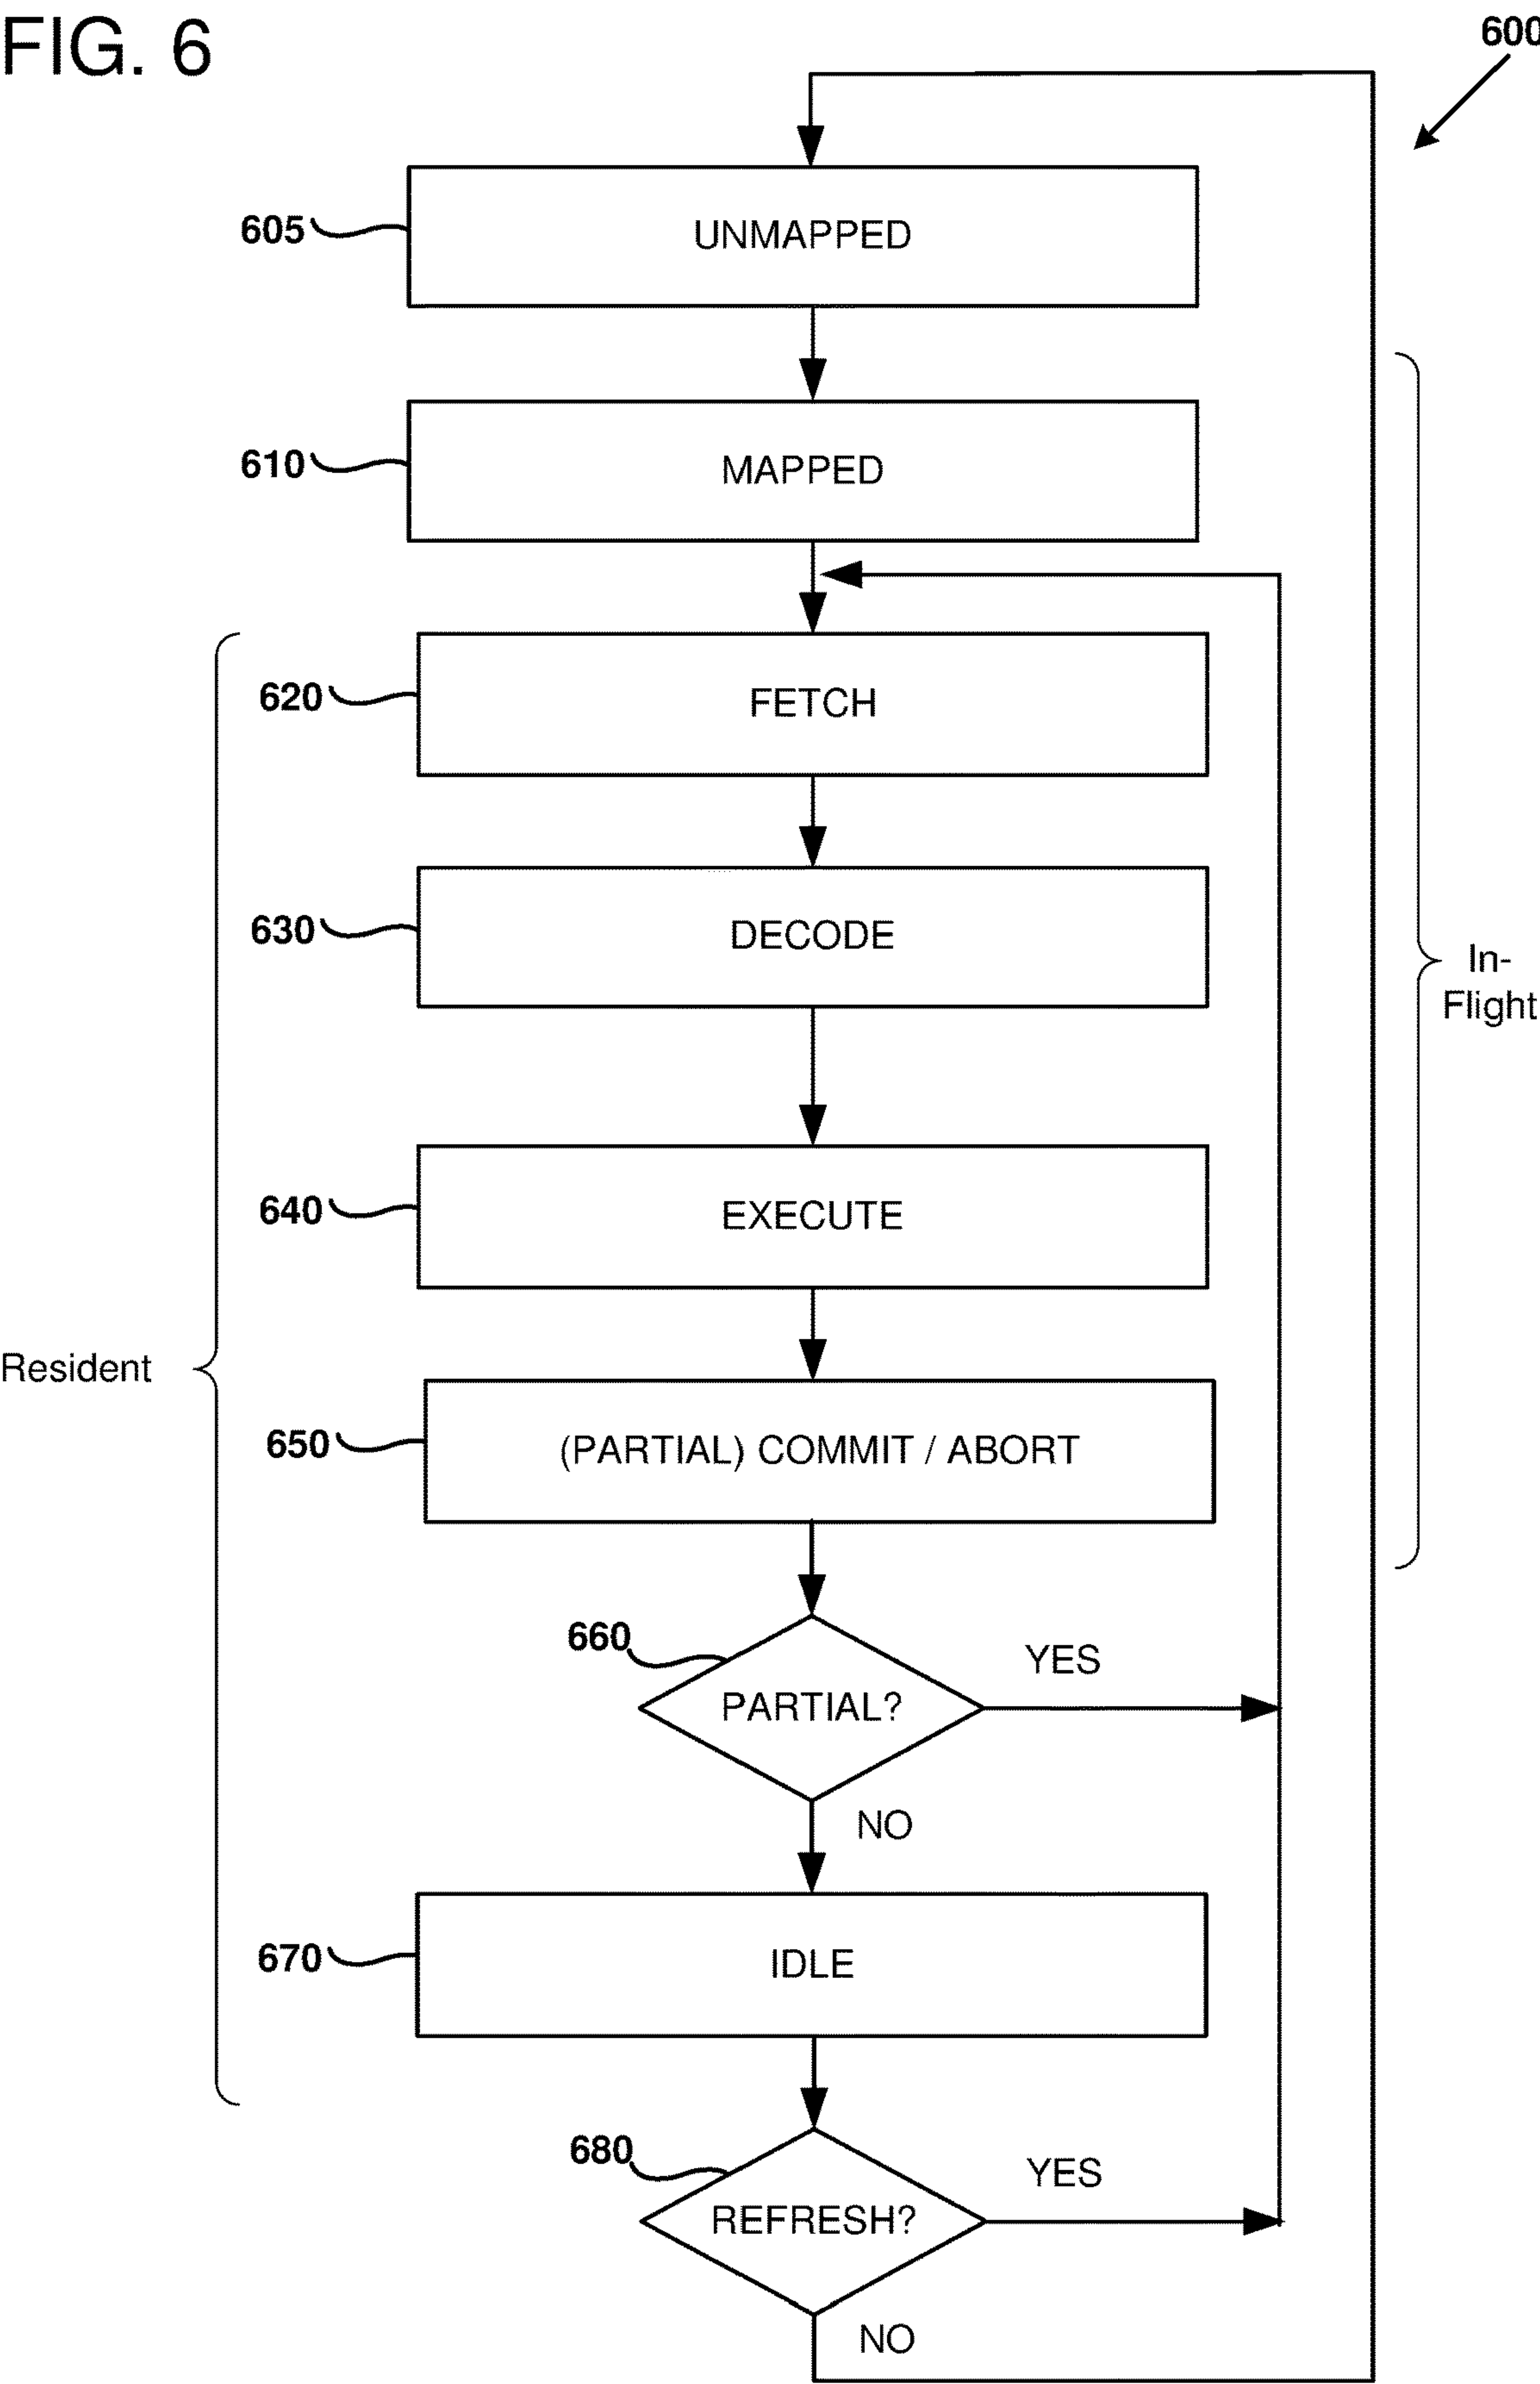 FIG. 6
600
605
UNMAPPED
610
MAPPED
620
FETCH
630
DECODE
In-
Flight
640
EXECUTE
Resident
650
(PARTIAL) COMMIT / ABORT
660
PARTIAL?
YES
NO
670
IDLE
680
REFRESH?
YES
NO